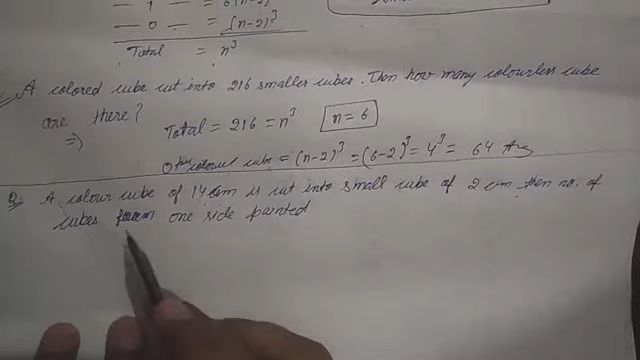 — 1 — = 6(n-2)²
— 0 — = (n-2)³
Total = n³
A colored cube cut into 216 smaller cubes. Then how many colourless cube
are there?
⇒ Total = 216 = n³ n = 6
colured cube = (n-2)³ = (6-2)³ = 4³ = 64 Ans
Q. A colour cube of 14 cm is cut into small cube of 2 cm then no. of
cubes one side painted